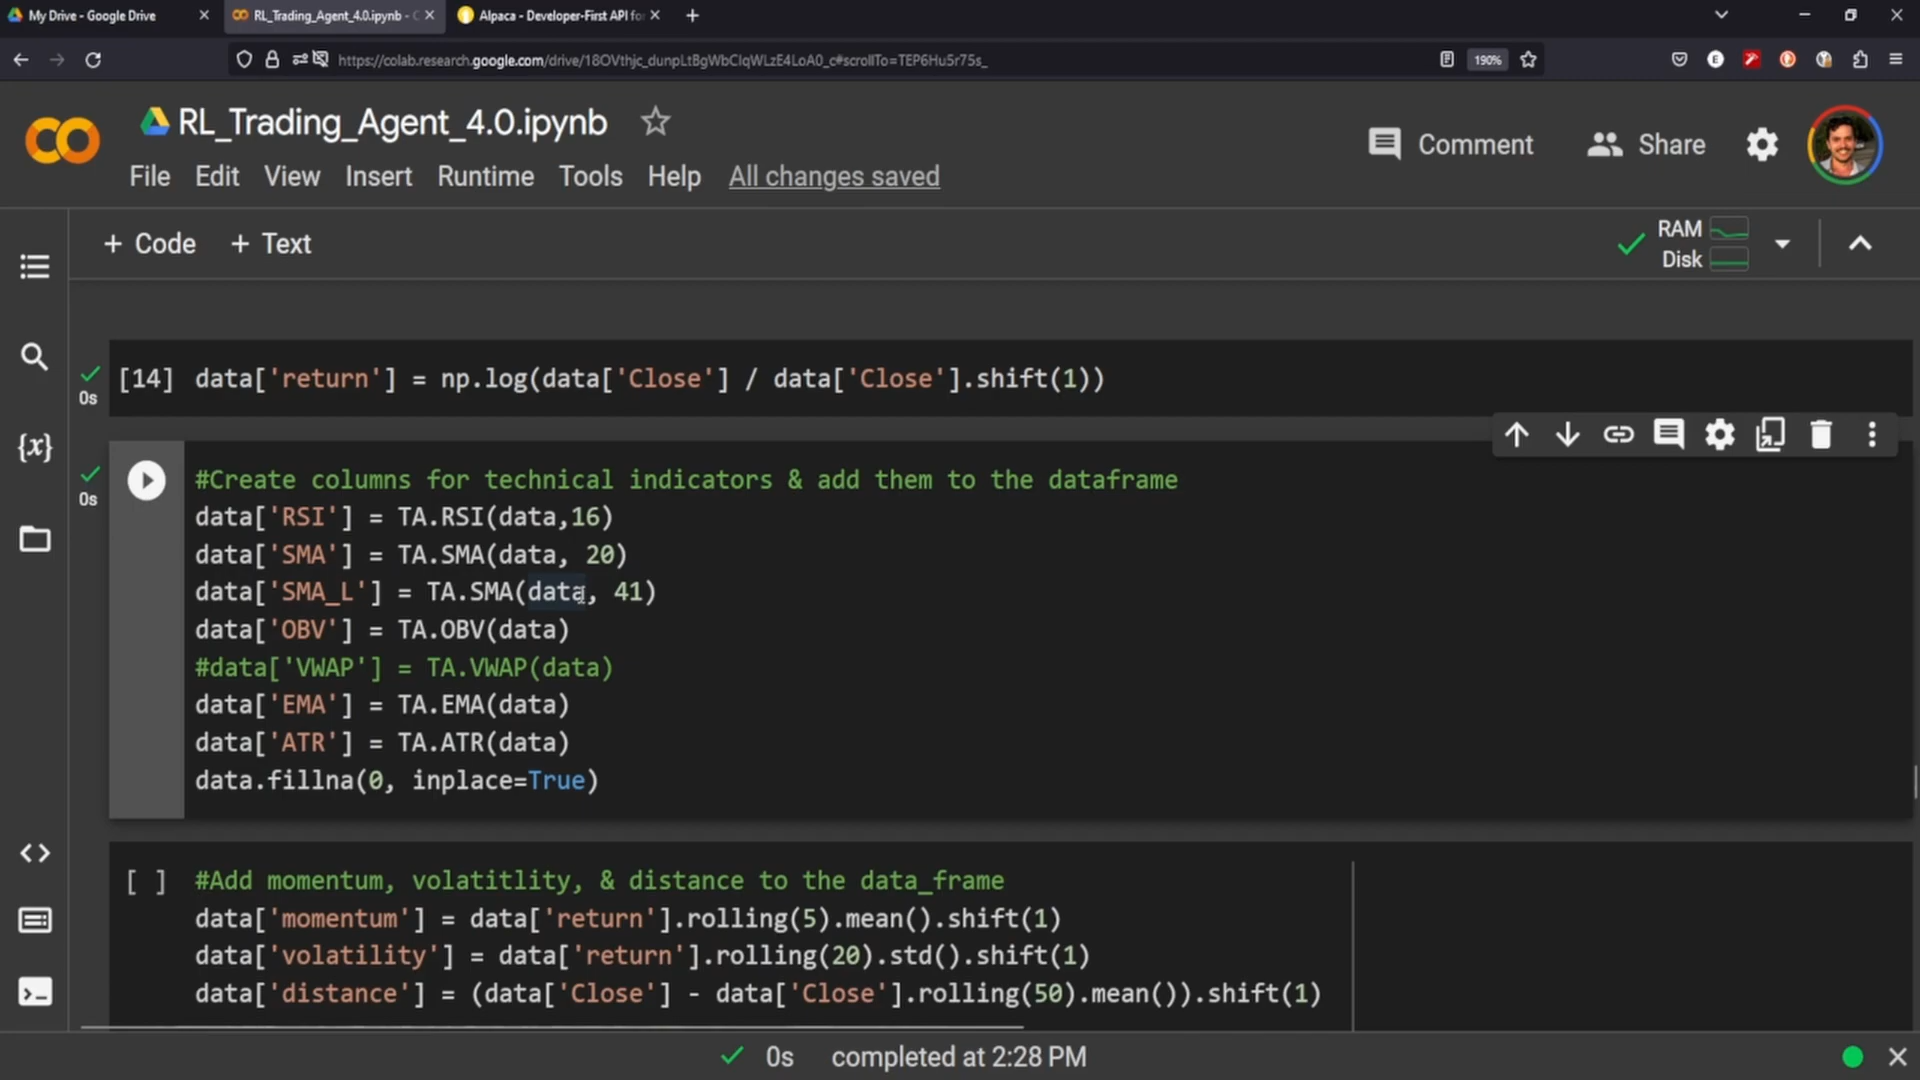 My Drive - Google Drive
RL_Trading_Agent_4.0.ipynb - C
Alpaca - Developer-First API for
https://colab.research.google.com/drive/18OVthjc_dunpLtBgWbCIqWLzE4LoA0_c#scrollTo=TEP6Hu5r75s_
190%
RL_Trading_Agent_4.0.ipynb
Comment
Share
File Edit View Insert Runtime Tools Help All changes saved
+ Code + Text
RAM
Disk
{x}
0s
[14] data['return'] = np.log(data['Close'] / data['Close'].shift(1))
0s
#Create columns for technical indicators & add them to the dataframe
data['RSI'] = TA.RSI(data,16)
data['SMA'] = TA.SMA(data, 20)
data['SMA_L'] = TA.SMA(data, 41)
data['OBV'] = TA.OBV(data)
#data['VWAP'] = TA.VWAP(data)
data['EMA'] = TA.EMA(data)
data['ATR'] = TA.ATR(data)
data.fillna(0, inplace=True)
[ ] #Add momentum, volatitlity, & distance to the data_frame
data['momentum'] = data['return'].rolling(5).mean().shift(1)
data['volatility'] = data['return'].rolling(20).std().shift(1)
data['distance'] = (data['Close'] - data['Close'].rolling(50).mean()).shift(1)
0s completed at 2:28 PM